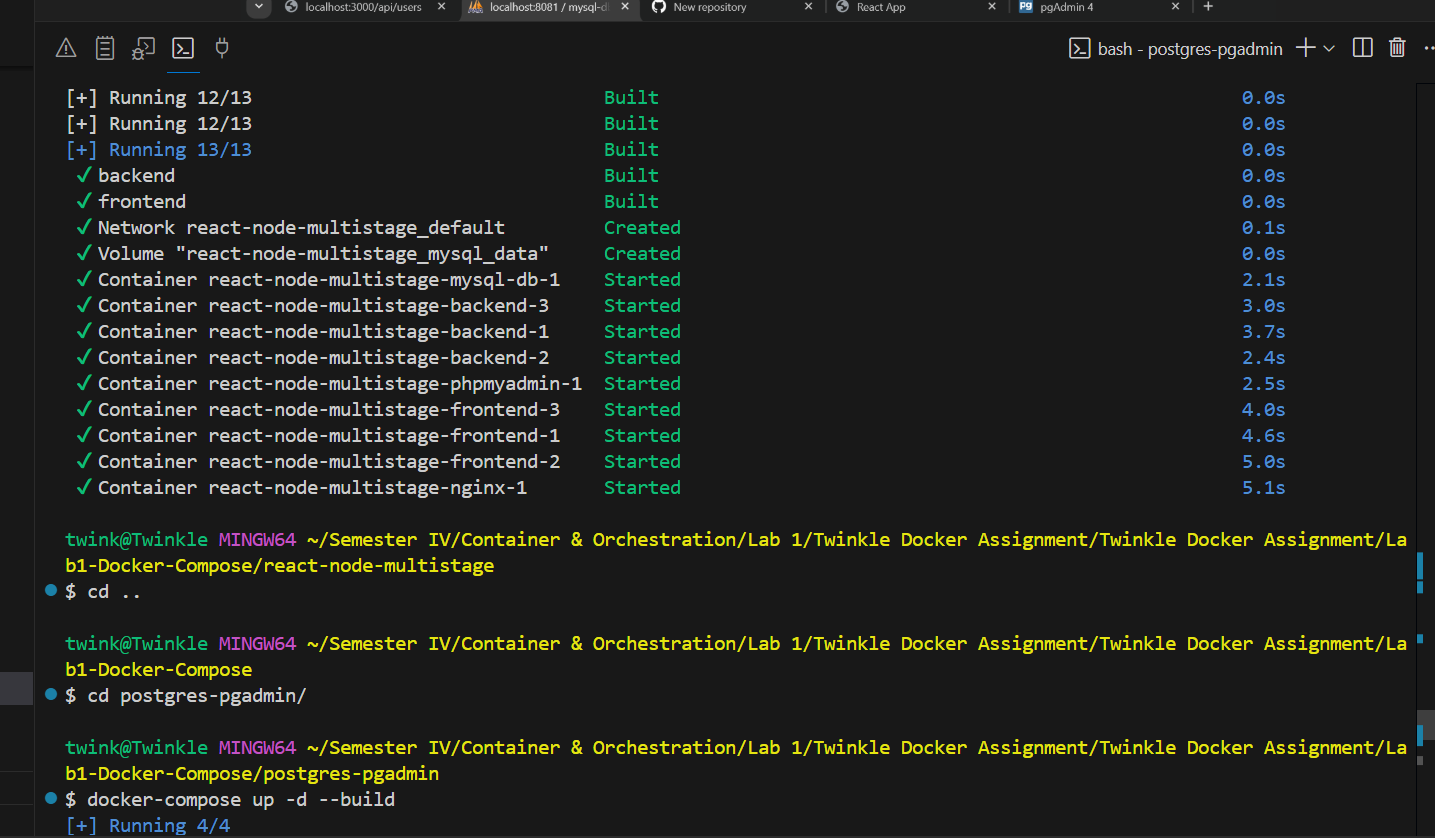 localhost:3000/api/users × localhost:8081 / mysql-d × New repository × React App × pgAdmin 4 × +
bash - postgres-pgadmin
[+] Running 12/13 Built 0.0s
[+] Running 12/13 Built 0.0s
[+] Running 13/13 Built 0.0s
✓ backend Built 0.0s
✓ frontend Built 0.0s
✓ Network react-node-multistage_default Created 0.1s
✓ Volume "react-node-multistage_mysql_data" Created 0.0s
✓ Container react-node-multistage-mysql-db-1 Started 2.1s
✓ Container react-node-multistage-backend-3 Started 3.0s
✓ Container react-node-multistage-backend-1 Started 3.7s
✓ Container react-node-multistage-backend-2 Started 2.4s
✓ Container react-node-multistage-phpmyadmin-1 Started 2.5s
✓ Container react-node-multistage-frontend-3 Started 4.0s
✓ Container react-node-multistage-frontend-1 Started 4.6s
✓ Container react-node-multistage-frontend-2 Started 5.0s
✓ Container react-node-multistage-nginx-1 Started 5.1s
twink@Twinkle MINGW64 ~/Semester IV/Container & Orchestration/Lab 1/Twinkle Docker Assignment/Twinkle Docker Assignment/La
b1-Docker-Compose/react-node-multistage
$ cd ..
twink@Twinkle MINGW64 ~/Semester IV/Container & Orchestration/Lab 1/Twinkle Docker Assignment/Twinkle Docker Assignment/La
b1-Docker-Compose
$ cd postgres-pgadmin/
twink@Twinkle MINGW64 ~/Semester IV/Container & Orchestration/Lab 1/Twinkle Docker Assignment/Twinkle Docker Assignment/La
b1-Docker-Compose/postgres-pgadmin
$ docker-compose up -d --build
[+] Running 4/4